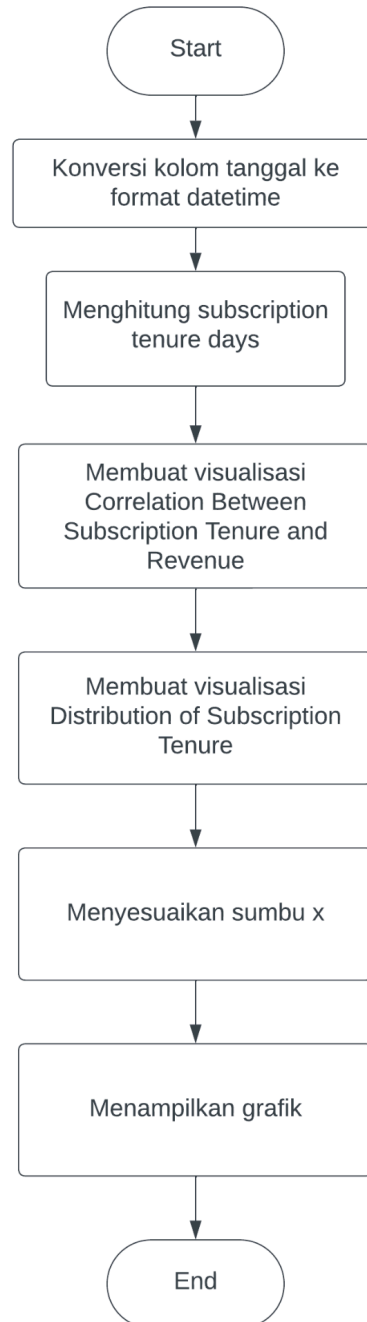 Start
Konversi kolom tanggal ke
format datetime
Menghitung subscription
tenure days
Membuat visualisasi
Correlation Between
Subscription Tenure and
Revenue
Membuat visualisasi
Distribution of Subscription
Tenure
Menyesuaikan sumbu x
Menampilkan grafik
End